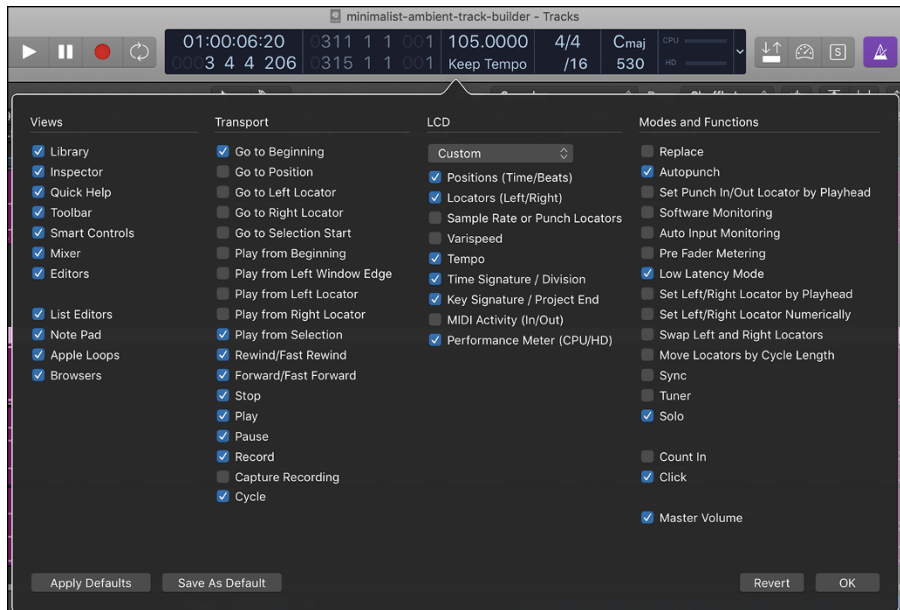 minimalist-ambient-track-builder - Tracks
01:00:06:20 0311 1 1 001 105.0000 4/4 Cmaj CPU
0003 4 4 206 0315 1 1 001 Keep Tempo /16 530 HD
S
Views
Library
Inspector
Quick Help
Toolbar
Smart Controls
Mixer
Editors
List Editors
Note Pad
Apple Loops
Browsers
Transport
Go to Beginning
Go to Position
Go to Left Locator
Go to Right Locator
Go to Selection Start
Play from Beginning
Play from Left Window Edge
Play from Left Locator
Play from Right Locator
Play from Selection
Rewind/Fast Rewind
Forward/Fast Forward
Stop
Play
Pause
Record
Capture Recording
Cycle
LCD
Custom
Positions (Time/Beats)
Locators (Left/Right)
Sample Rate or Punch Locators
Varispeed
Tempo
Time Signature / Division
Key Signature / Project End
MIDI Activity (In/Out)
Performance Meter (CPU/HD)
Modes and Functions
Replace
Autopunch
Set Punch In/Out Locator by Playhead
Software Monitoring
Auto Input Monitoring
Pre Fader Metering
Low Latency Mode
Set Left/Right Locator by Playhead
Set Left/Right Locator Numerically
Swap Left and Right Locators
Move Locators by Cycle Length
Sync
Tuner
Solo
Count In
Click
Master Volume
Apply Defaults
Save As Default
Revert
OK